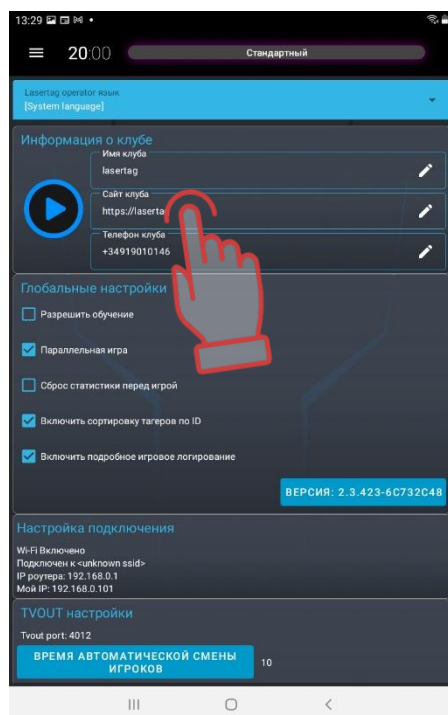 13:29
20:00
Стандартный
Lasertag operator язык
[System language]
Информация о клубе
Имя клуба
lasertag
Сайт клуба
https://laserta
Телефон клуба
+34919010146
Глобальные настройки
Разрешить обучение
Параллельная игра
Сброс статистики перед игрой
Включить сортировку тагеров по ID
Включить подробное игровое логирование
ВЕРСИЯ: 2.3.423-6C732C48
Настройка подключения
Wi-Fi Включено
Подключен к <unknown ssid>
IP роутера: 192.168.0.1
Мой IP: 192.168.0.101
TVOUT настройки
Tvout port: 4012
ВРЕМЯ АВТОМАТИЧЕСКОЙ СМЕНЫ
ИГРОКОВ
10